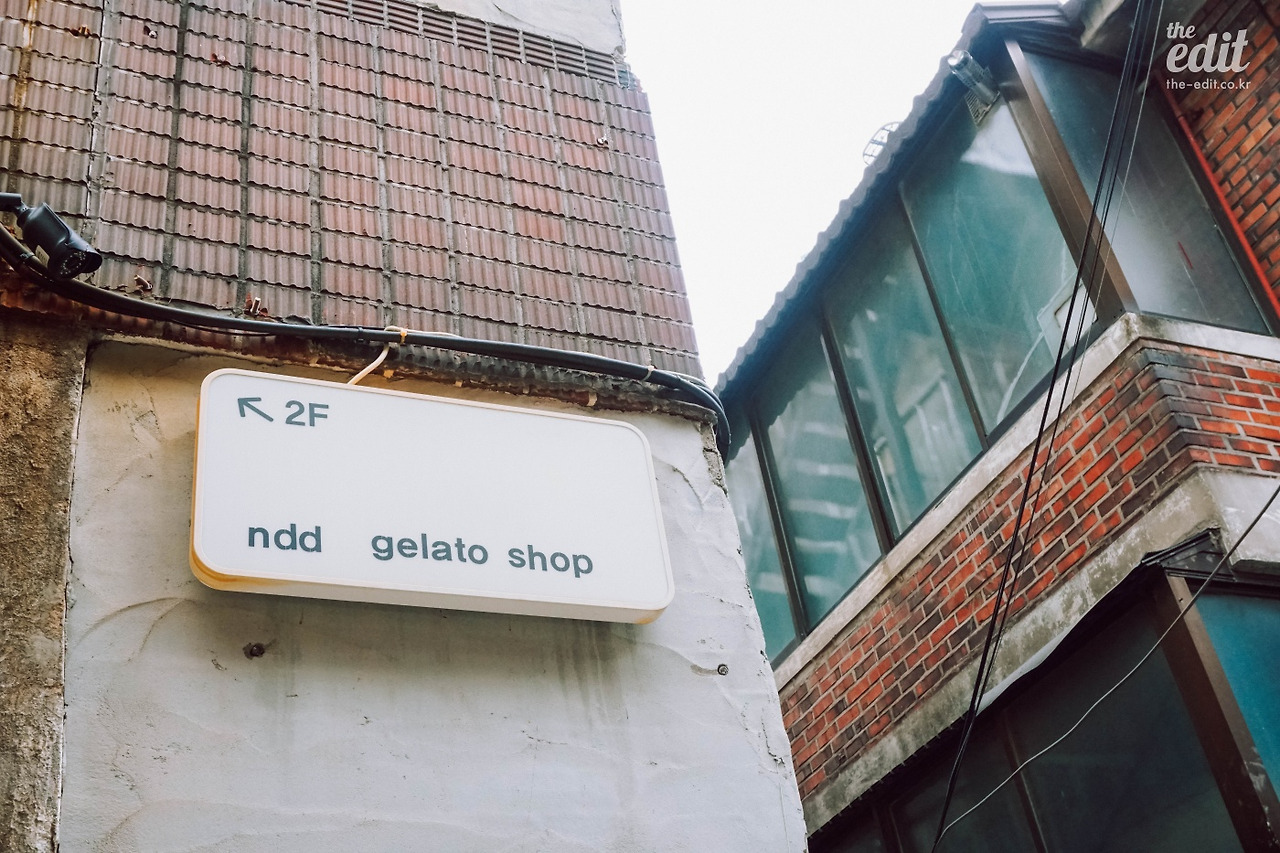 the
edit
the-edit.co.kr
↖ 2F
ndd gelato shop